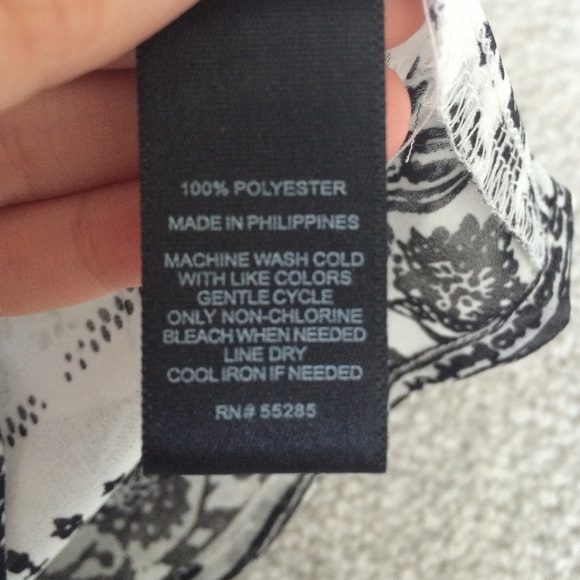 100% POLYESTER
MADE IN PHILIPPINES
MACHINE WASH COLD
WITH LIKE COLORS
GENTLE CYCLE
ONLY NON-CHLORINE
BLEACH WHEN NEEDED
LINE DRY
COOL IRON IF NEEDED
RN# 55285